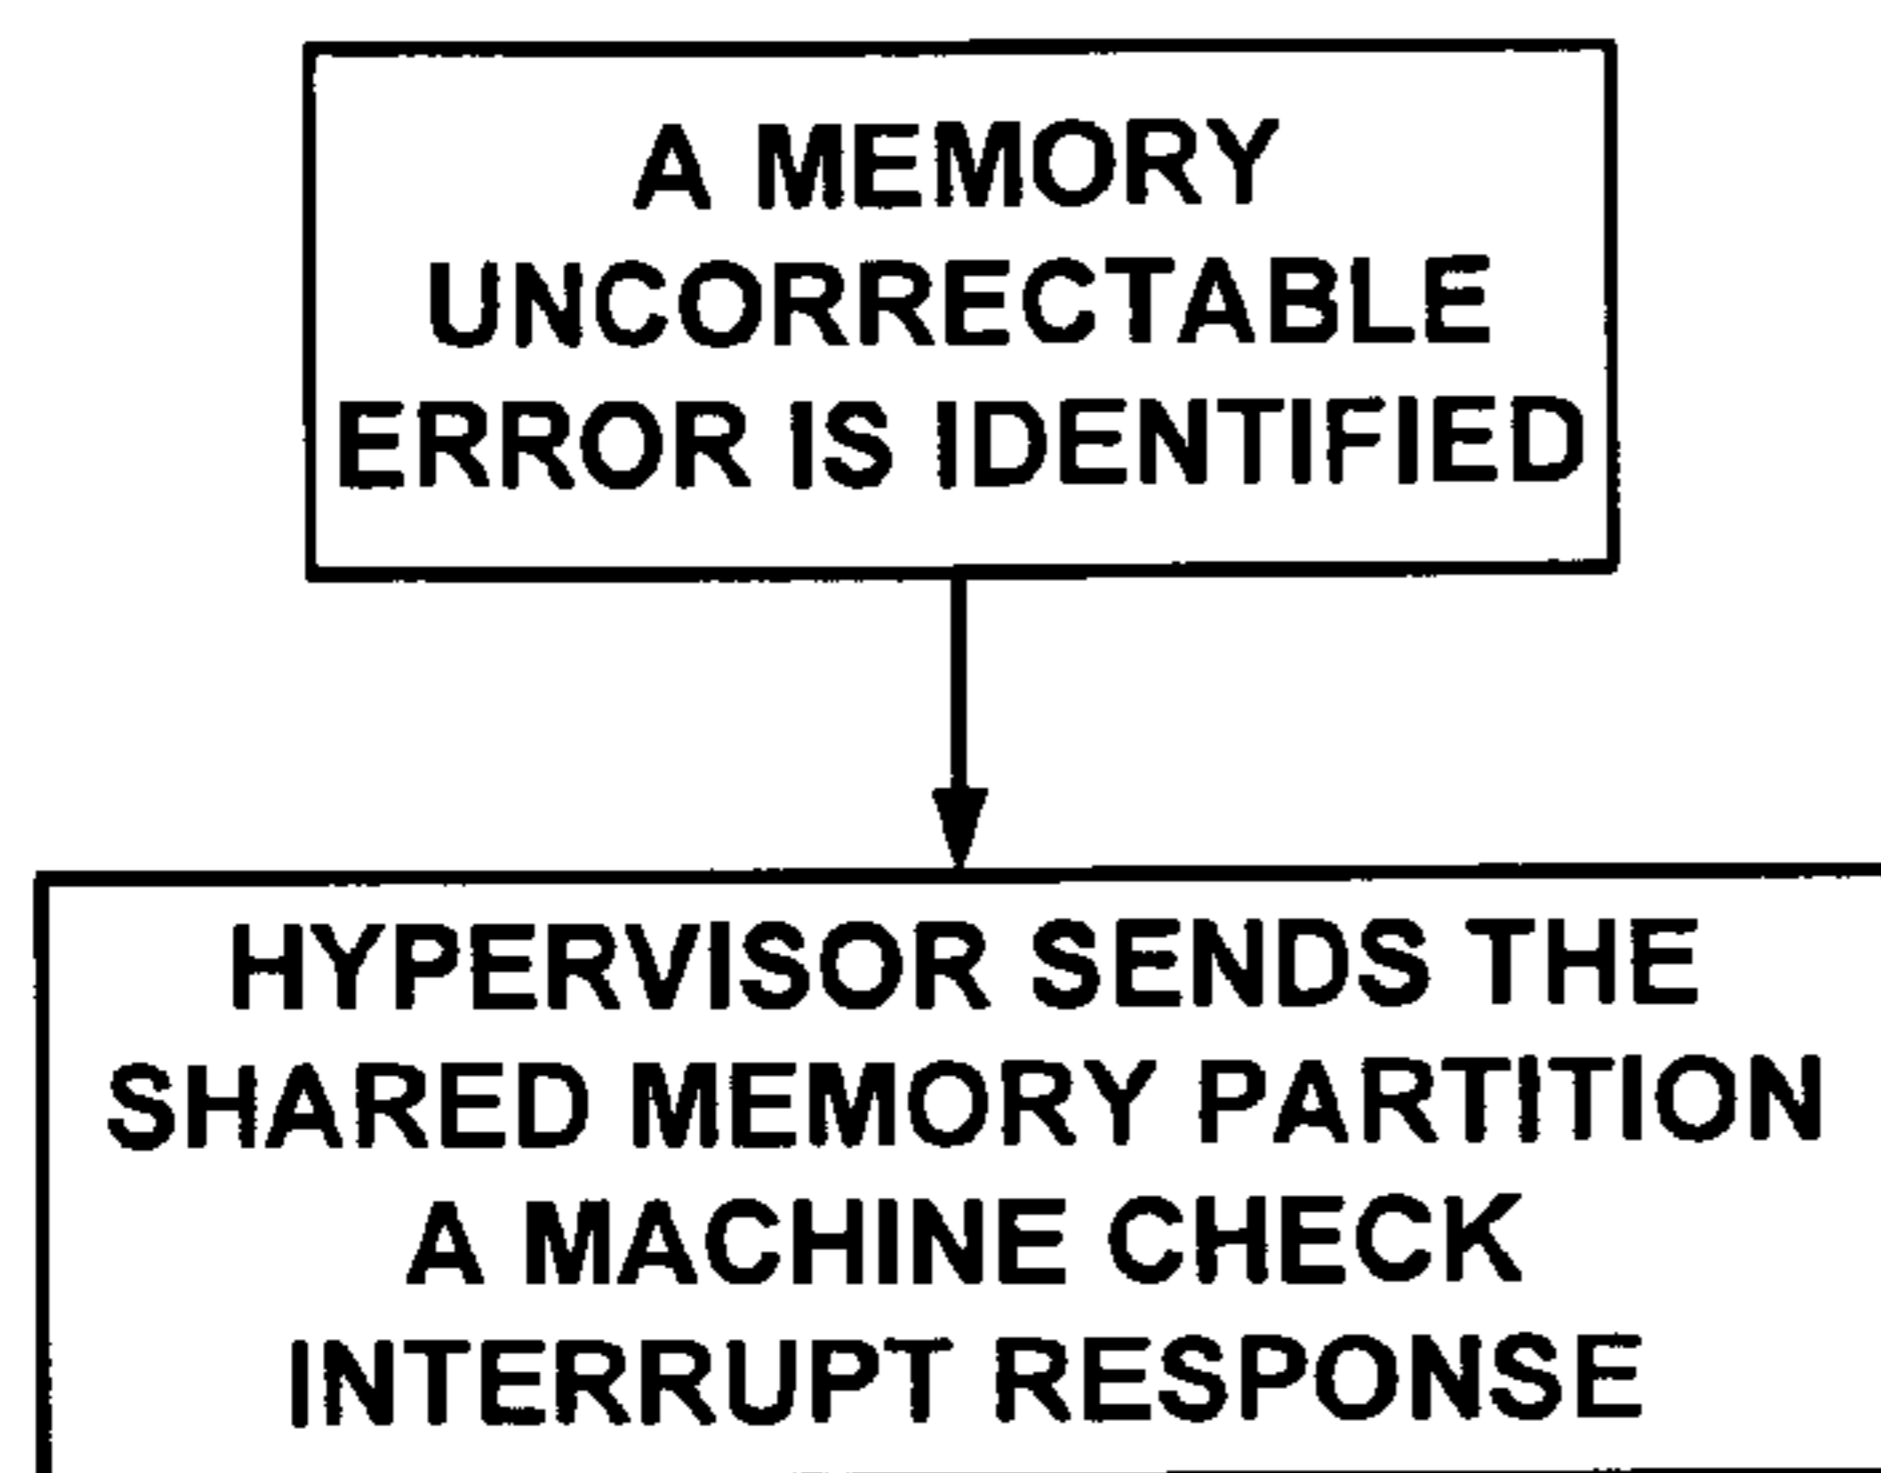 A MEMORY
UNCORRECTABLE
ERROR IS IDENTIFIED
HYPERVISOR SENDS THE
SHARED MEMORY PARTITION
A MACHINE CHECK
INTERRUPT RESPONSE